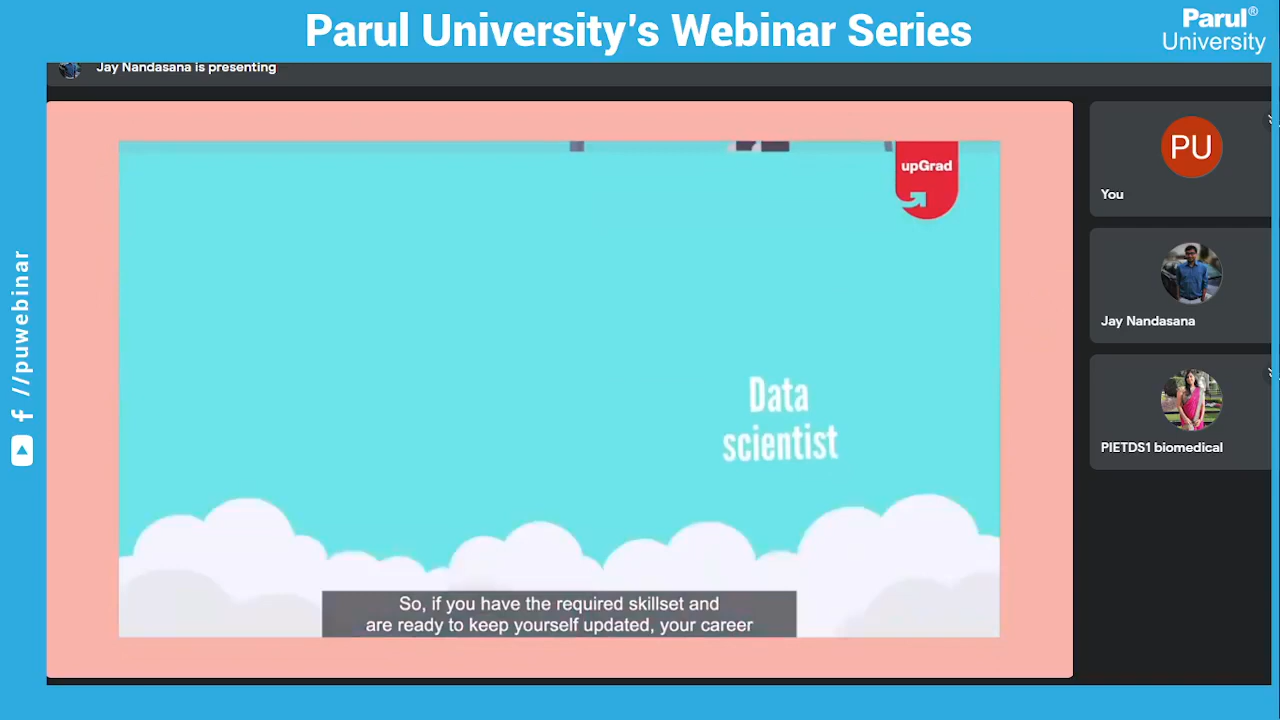 Parul University's Webinar Series
Parul®
University
Jay Nandasana is presenting
upGrad
Data
scientist
So, if you have the required skillset and
are ready to keep yourself updated, your career
PU
You
Jay Nandasana
PIETDS1 biomedical
//puwebinar